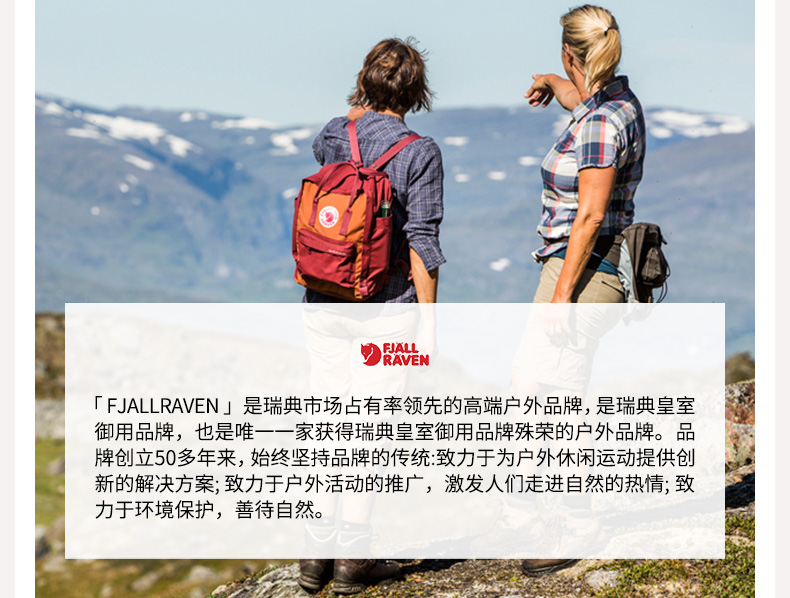 FJALL
RAVEN
「 FJALLRAVEN 」是瑞典市场占有率领先的高端户外品牌, 是瑞典皇室
御用品牌，也是唯一一家获得瑞典皇室御用品牌殊荣的户外品牌。品
牌创立50多年来, 始终坚持品牌的传统:致力于为户外休闲运动提供创
新的解决方案; 致力于户外活动的推广，激发人们走进自然的热情; 致
力于环境保护，善待自然。